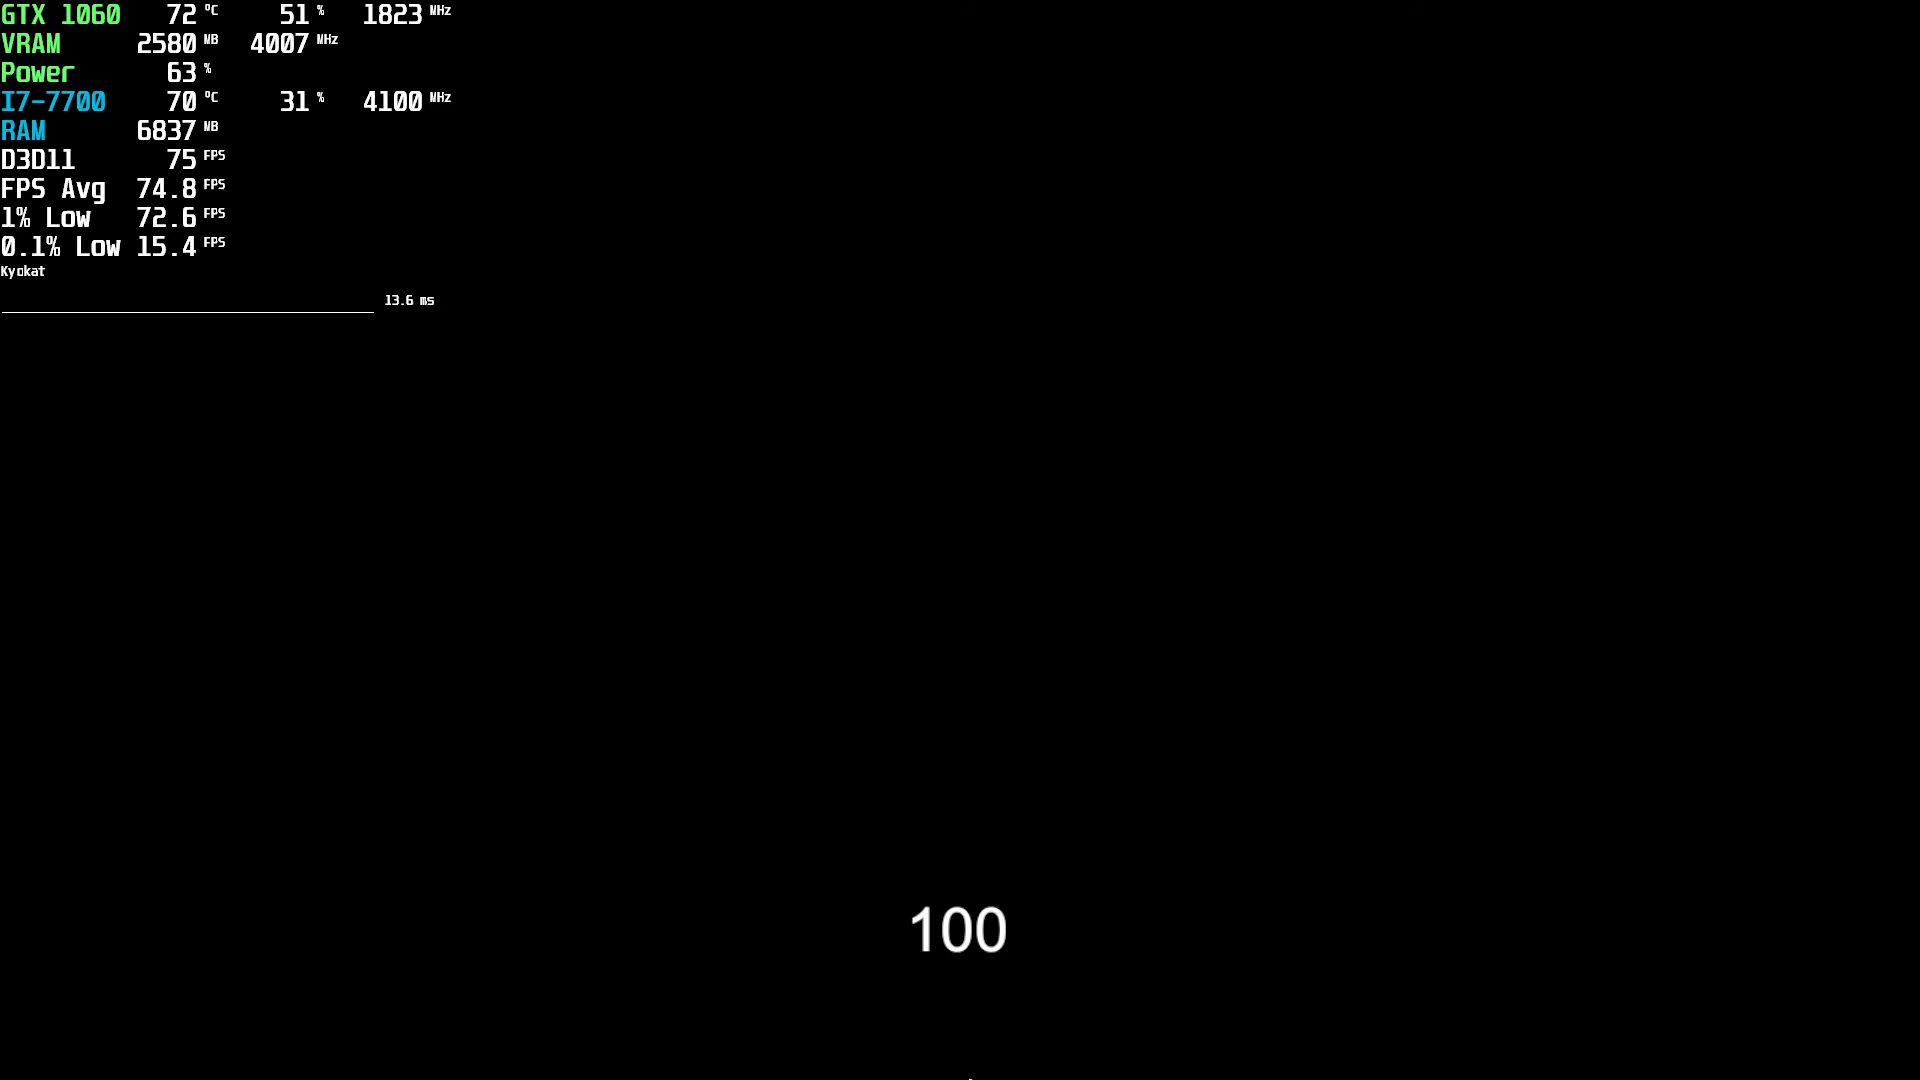 GTX 1060 72 °C 51 % 1823 MHz
VRAM 2580 MB 4007 MHz
Power 63 %
I7-7700 70 °C 31 % 4100 MHz
RAM 6837 MB
D3D11 75 FPS
FPS Avg 74.8 FPS
1% Low 72.6 FPS
0.1% Low 15.4 FPS
Kyokat
13.6 ms
100